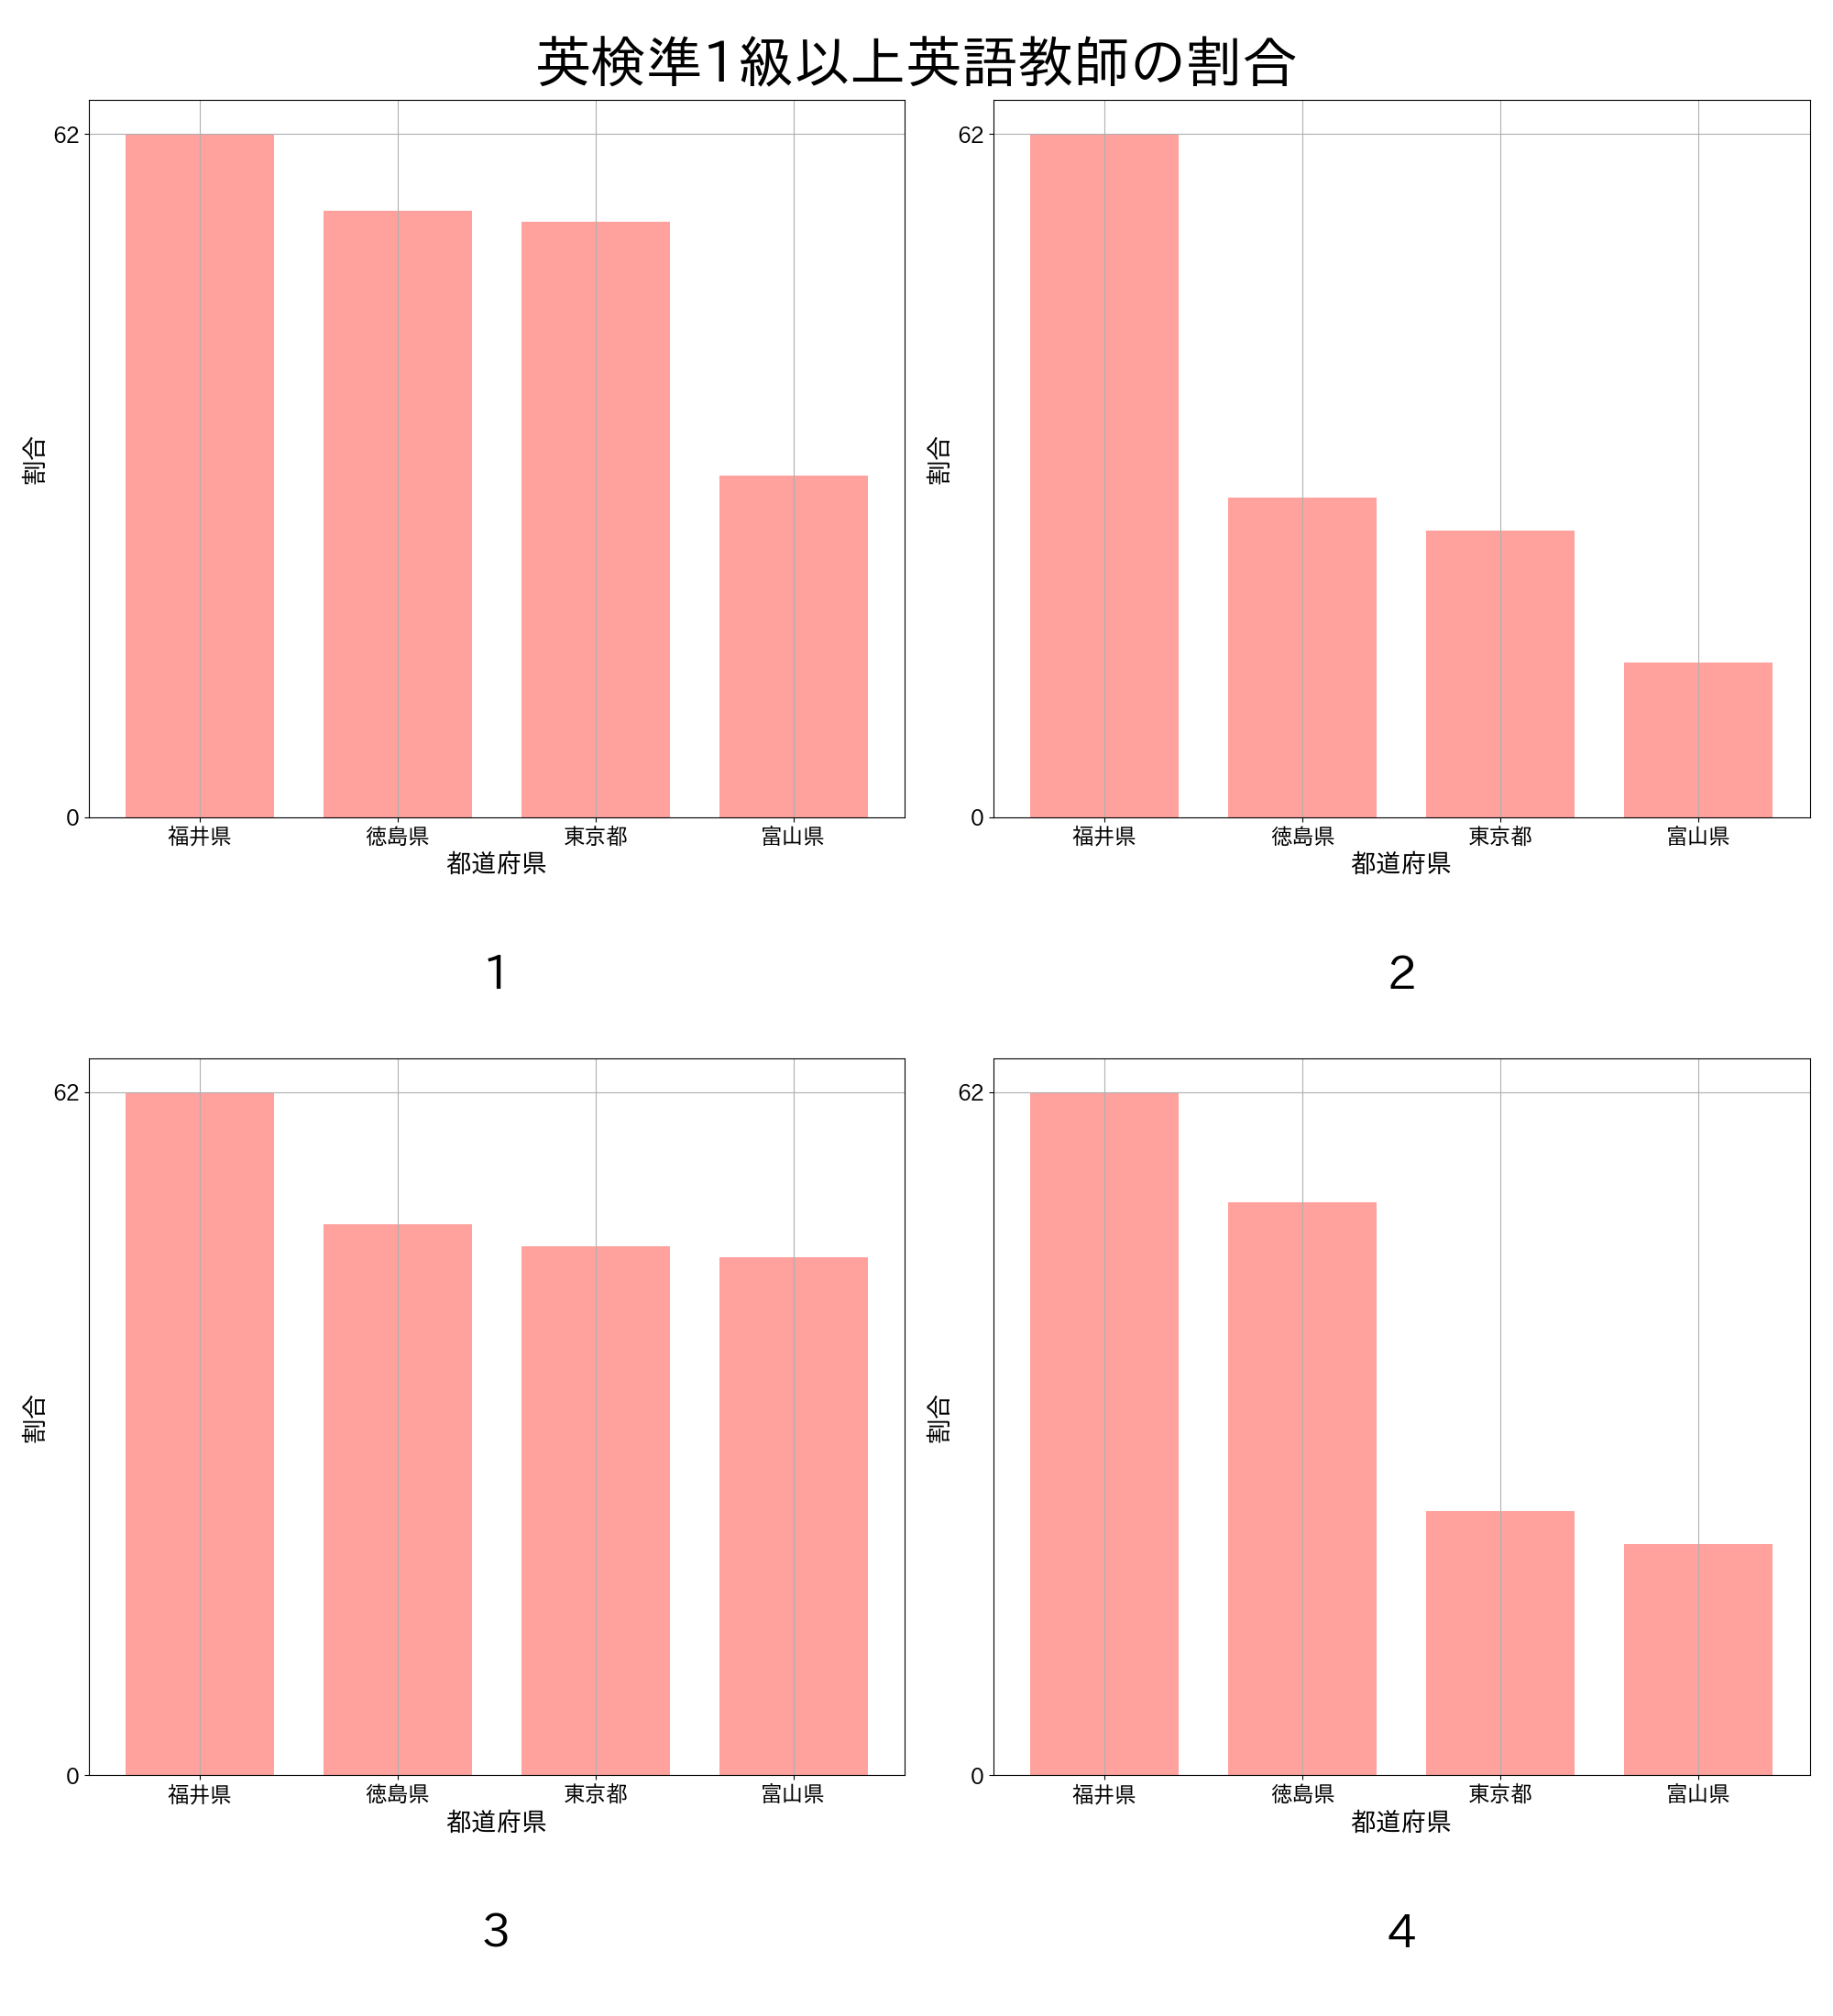 英検準1級以上英語教師の割合
62
0
割合
福井県 徳島県 東京都 富山県
都道府県
1
62
0
割合
福井県 徳島県 東京都 富山県
都道府県
2
62
0
割合
福井県 徳島県 東京都 富山県
都道府県
3
62
0
割合
福井県 徳島県 東京都 富山県
都道府県
4